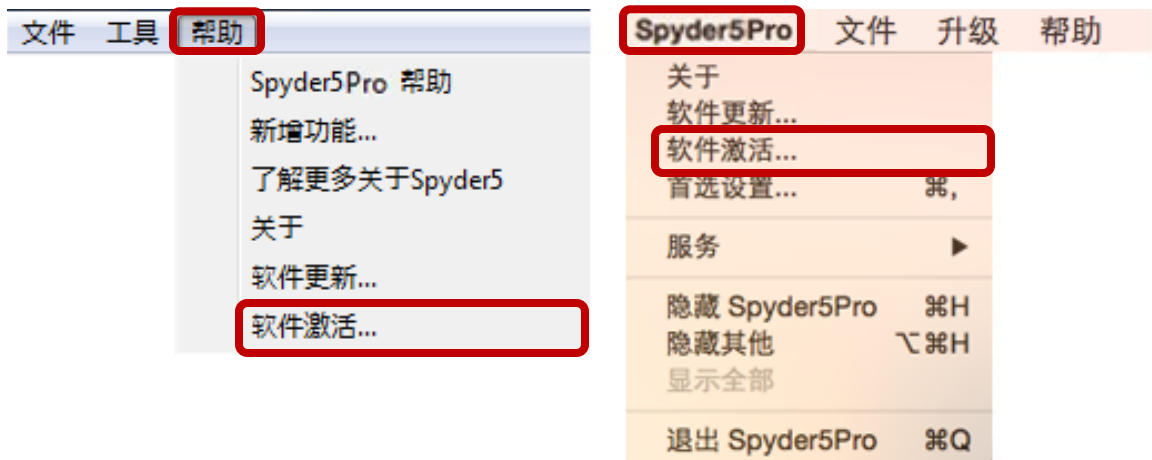 文件 工具 帮助
Spyder5Pro 帮助
新增功能...
了解更多关于Spyder5
关于
软件更新...
软件激活...
Spyder5Pro 文件 升级 帮助
关于
软件更新...
软件激活...
首选设置... ⌘,
服务 ▶
隐藏 Spyder5Pro ⌘H
隐藏其他 ⌥⌘H
显示全部
退出 Spyder5Pro ⌘Q